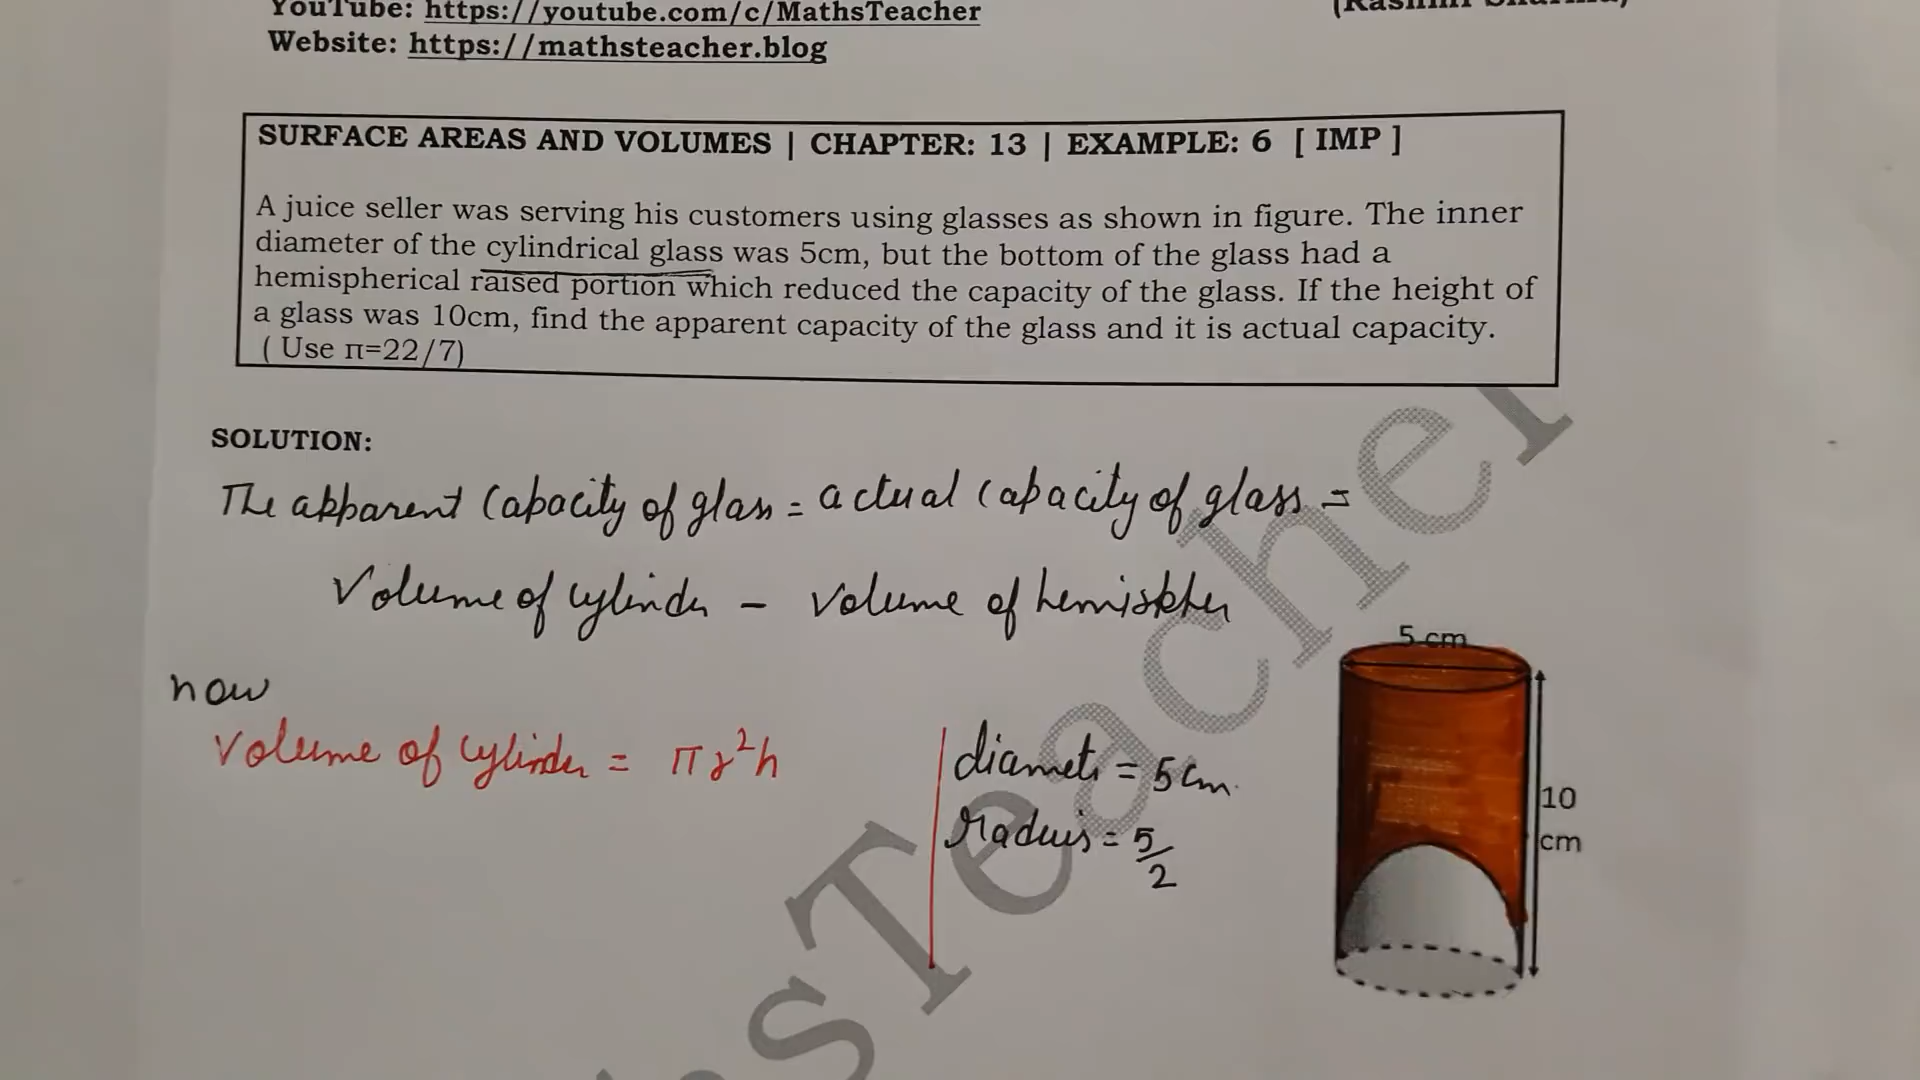 YouTube: https://youtube.com/c/MathsTeacher
Website: https://mathsteacher.blog
SURFACE AREAS AND VOLUMES | CHAPTER: 13 | EXAMPLE: 6 [ IMP ]
A juice seller was serving his customers using glasses as shown in figure. The inner
diameter of the cylindrical glass was 5cm, but the bottom of the glass had a
hemispherical raised portion which reduced the capacity of the glass. If the height of
a glass was 10cm, find the apparent capacity of the glass and it is actual capacity.
( Use π=22/7)
SOLUTION:
The apparent Capacity of glass = actual capacity of glass =
Volume of cylinder - volume of hemispher
now
volume of cylinder = πr²h
diameter = 5cm.
radius = 5/2
5 cm
10
cm
Teacher